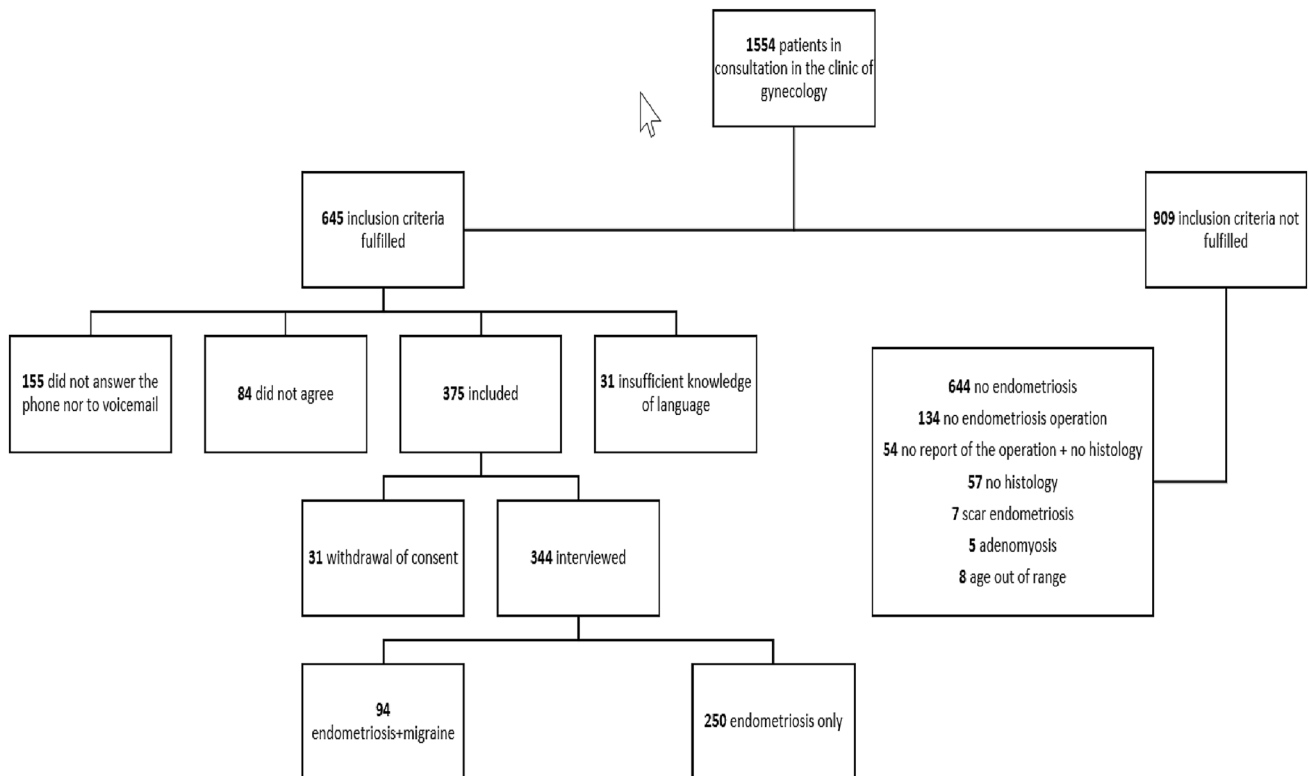 1554 patients in
consultation in the clinic of
gynecology
645 inclusion criteria
fulfilled
909 inclusion criteria not
fulfilled
155 did not answer the
phone nor to voicemail
84 did not agree
375 included
31 insufficient knowledge
of language
644 no endometriosis
134 no endometriosis operation
54 no report of the operation + no histology
57 no histology
7 scar endometriosis
5 adenomyosis
8 age out of range
31 withdrawal of consent
344 interviewed
94
endometriosis+migraine
250 endometriosis only